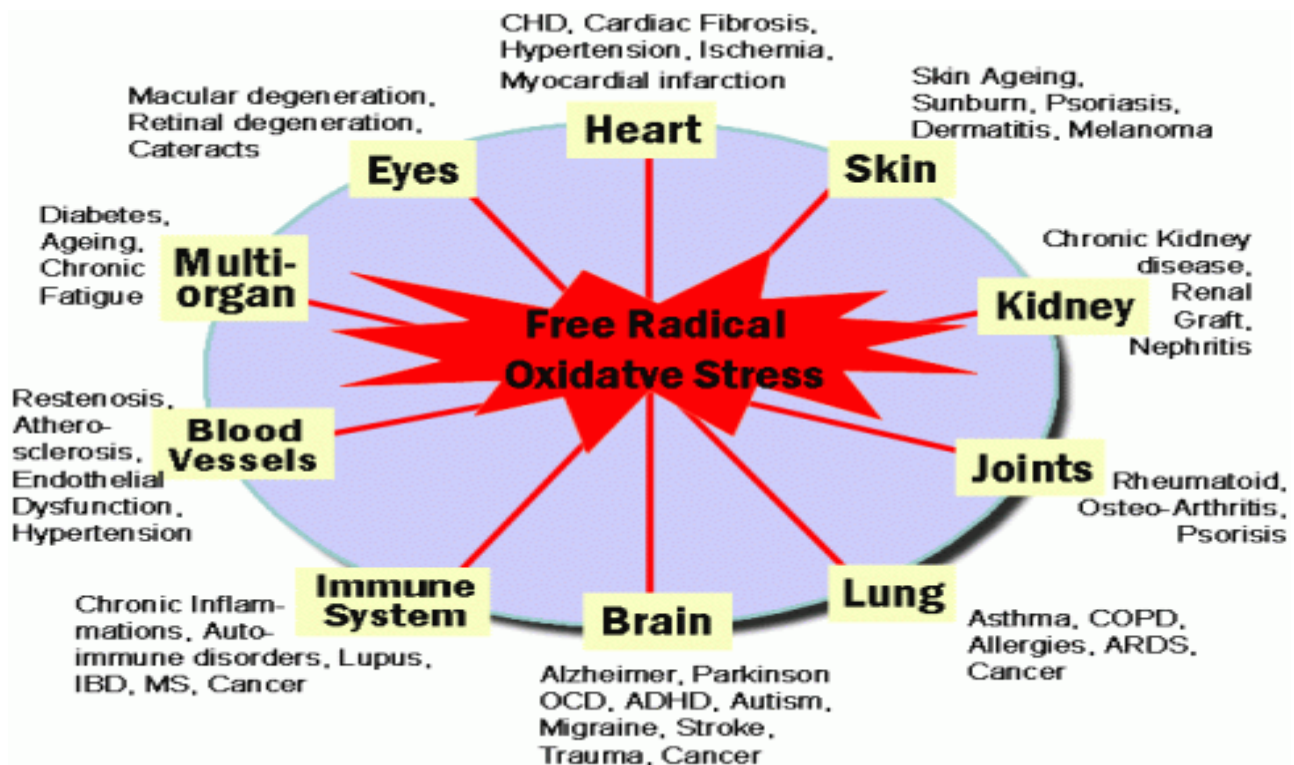 CHD, Cardiac Fibrosis,
Hypertension, Ischemia,
Myocardial infarction
Heart
Skin Ageing,
Sunburn, Psoriasis,
Dermatitis, Melanoma
Skin
Macular degeneration,
Retinal degeneration,
Cateracts
Eyes
Diabetes,
Ageing,
Chronic
Fatigue
Multi-
organ
Chronic Kidney
disease,
Renal
Graft,
Nephritis
Kidney
Free Radical
Oxidatve Stress
Restenosis,
Athero-
sclerosis,
Endothelial
Dysfunction,
Hypertension
Blood
Vessels
Joints
Rheumatoid,
Osteo-Arthritis,
Psorisis
Immune
System
Chronic Inflam-
mations, Auto-
immune disorders, Lupus,
IBD, MS, Cancer
Brain
Alzheimer, Parkinson
OCD, ADHD, Autism,
Migraine, Stroke,
Trauma, Cancer
Lung
Asthma, COPD,
Allergies, ARDS,
Cancer